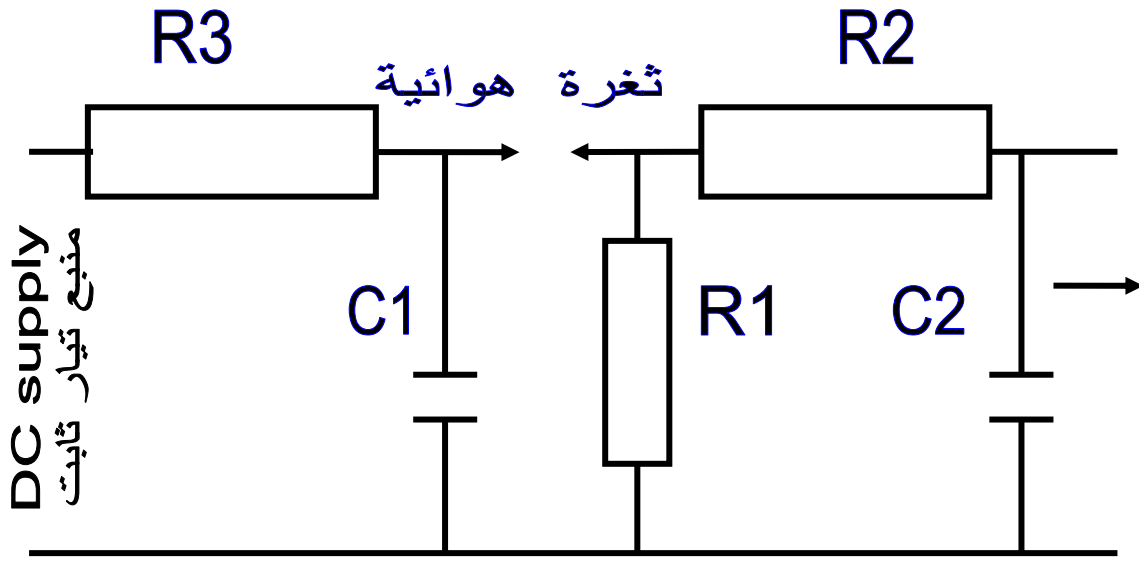 R3
R2
ثغرة هوائية
DC supply
منبع تيار ثابت
C1
R1
C2